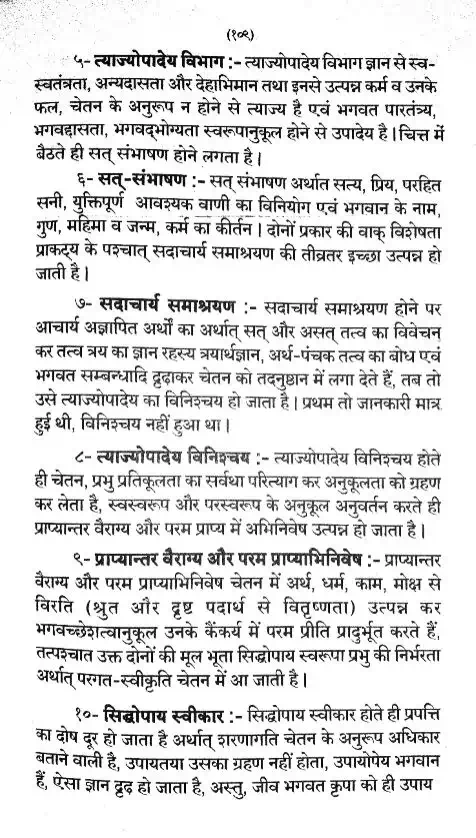 (१०९)
५- त्याज्योपादेय विभाग :- त्याज्योपादेय विभाग ज्ञान से स्व-
स्वतंत्रता, अन्यदासता और देहाभिमान तथा इनसे उत्पन्न कर्म व उनके
फल, चेतन के अनुरूप न होने से त्याज्य है एवं भगवत पारतंत्र्य,
भगवद्दासता, भगवद्भोग्यता स्वरूपानुकूल होने से उपादेय है। चित्त में
बैठते ही सत् संभाषण होने लगता है।
६- सत्-संभाषण :- सत् संभाषण अर्थात सत्य, प्रिय, परहित
सनी, युक्तिपूर्ण आवश्यक वाणी का विनियोग एवं भगवान के नाम,
गुण, महिमा व जन्म, कर्म का कीर्तन। दोनों प्रकार की वाक् विशेषता
प्राकट्य के पश्चात् सदाचार्य समाश्रयण की तीव्रतर इच्छा उत्पन्न हो
जाती है।
७- सदाचार्य समाश्रयण :- सदाचार्य समाश्रयण होने पर
आचार्य अज्ञापित अर्थों का अर्थात् सत् और असत् तत्व का विवेचन
कर तत्व त्रय का ज्ञान रहस्य त्रयार्थज्ञान, अर्थ-पंचक तत्व का बोध एवं
भगवत सम्बन्धादि दृढ़ाकर चेतन को तदनुष्ठान में लगा देते हैं, तब तो
उसे त्याज्योपादेय का विनिश्चय हो जाता है। प्रथम तो जानकारी मात्र
हुई थी, विनिश्चय नहीं हुआ था।
८- त्याज्योपादेय विनिश्चय :- त्याज्योपादेय विनिश्चय होते
ही चेतन, प्रभु प्रतिकूलता का सर्वथा परित्याग कर अनुकूलता को ग्रहण
कर लेता है, स्वस्वरूप और परस्वरूप के अनुकूल अनुवर्तन करते ही
प्राप्यान्तर वैराग्य और परम प्राप्य में अभिनिवेष उत्पन्न हो जाता है।
९- प्राप्यान्तर वैराग्य और परम प्राप्याभिनिवेष :- प्राप्यान्तर
वैराग्य और परम प्राप्याभिनिवेष चेतन में अर्थ, धर्म, काम, मोक्ष से
विरति (श्रुत और दृष्ट पदार्थ से वितृष्णता) उत्पन्न कर
भगवच्छेशत्वानुकूल उनके कैंकर्य में परम प्रीति प्रादुर्भूत करते हैं,
तत्पश्चात उक्त दोनों की मूल भूता सिद्धोपाय स्वरूपा प्रभु की निर्भरता
अर्थात् परगत-स्वीकृति चेतन में आ जाती है।
१०- सिद्धोपाय स्वीकार :- सिद्धोपाय स्वीकार होते ही प्रपत्ति
का दोष दूर हो जाता है अर्थात् शरणागति चेतन के अनुरूप अधिकार
बताने वाली है, उपायतया उसका ग्रहण नहीं होता, उपायोपेय भगवान
हैं, ऐसा ज्ञान दृढ़ हो जाता है, अस्तु, जीव भगवत कृपा को ही उपाय